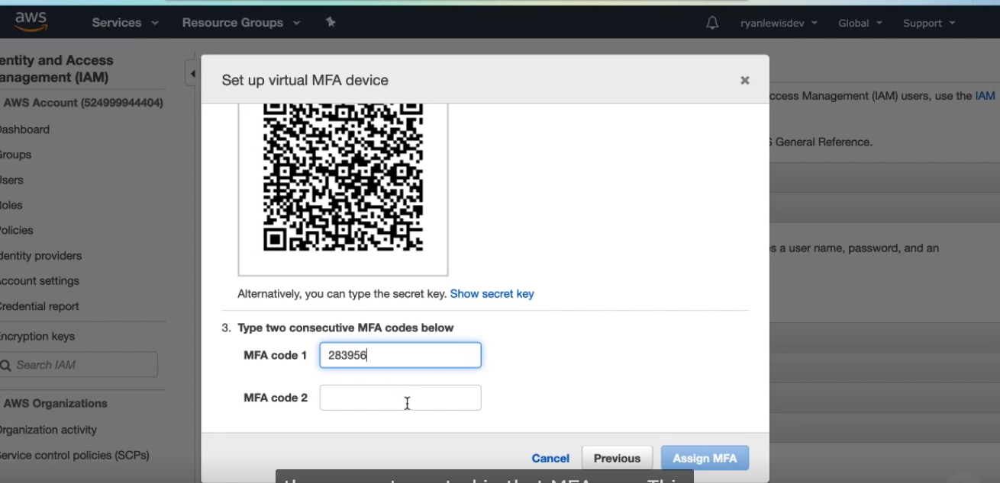 aws
Services
Resource Groups
ryanlewisdev
Global
Support
entity and Access
anagement (IAM)
AWS Account (524999944404)
Dashboard
Groups
Users
Roles
Policies
dentity providers
ccount settings
Credential report
ncryption keys
Search IAM
AWS Organizations
Organization activity
ervice control policies (SCPs)
Set up virtual MFA device
ccess Management (IAM) users, use the IAM
S General Reference.
s a user name, password, and an
Alternatively, you can type the secret key. Show secret key
3. Type two consecutive MFA codes below
MFA code 1 283956
MFA code 2
Cancel Previous Assign MFA